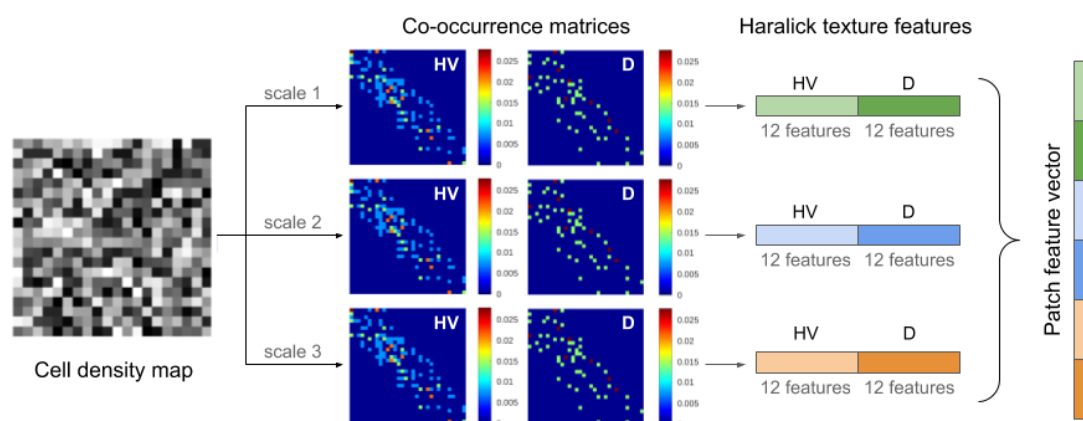 Co-occurrence matrices
Haralick texture features
scale 1
HV
0.025
0.02
0.015
0.01
0.005
0
D
0.025
0.02
0.015
0.01
0.005
0
HV
D
12 features
12 features
scale 2
HV
0.025
0.02
0.015
0.01
0.005
0
D
0.025
0.02
0.015
0.01
0.005
0
HV
D
12 features
12 features
scale 3
HV
0.025
0.02
0.015
0.01
0.005
0
D
0.025
0.02
0.015
0.01
0.005
0
HV
D
12 features
12 features
Cell density map
Patch feature vector